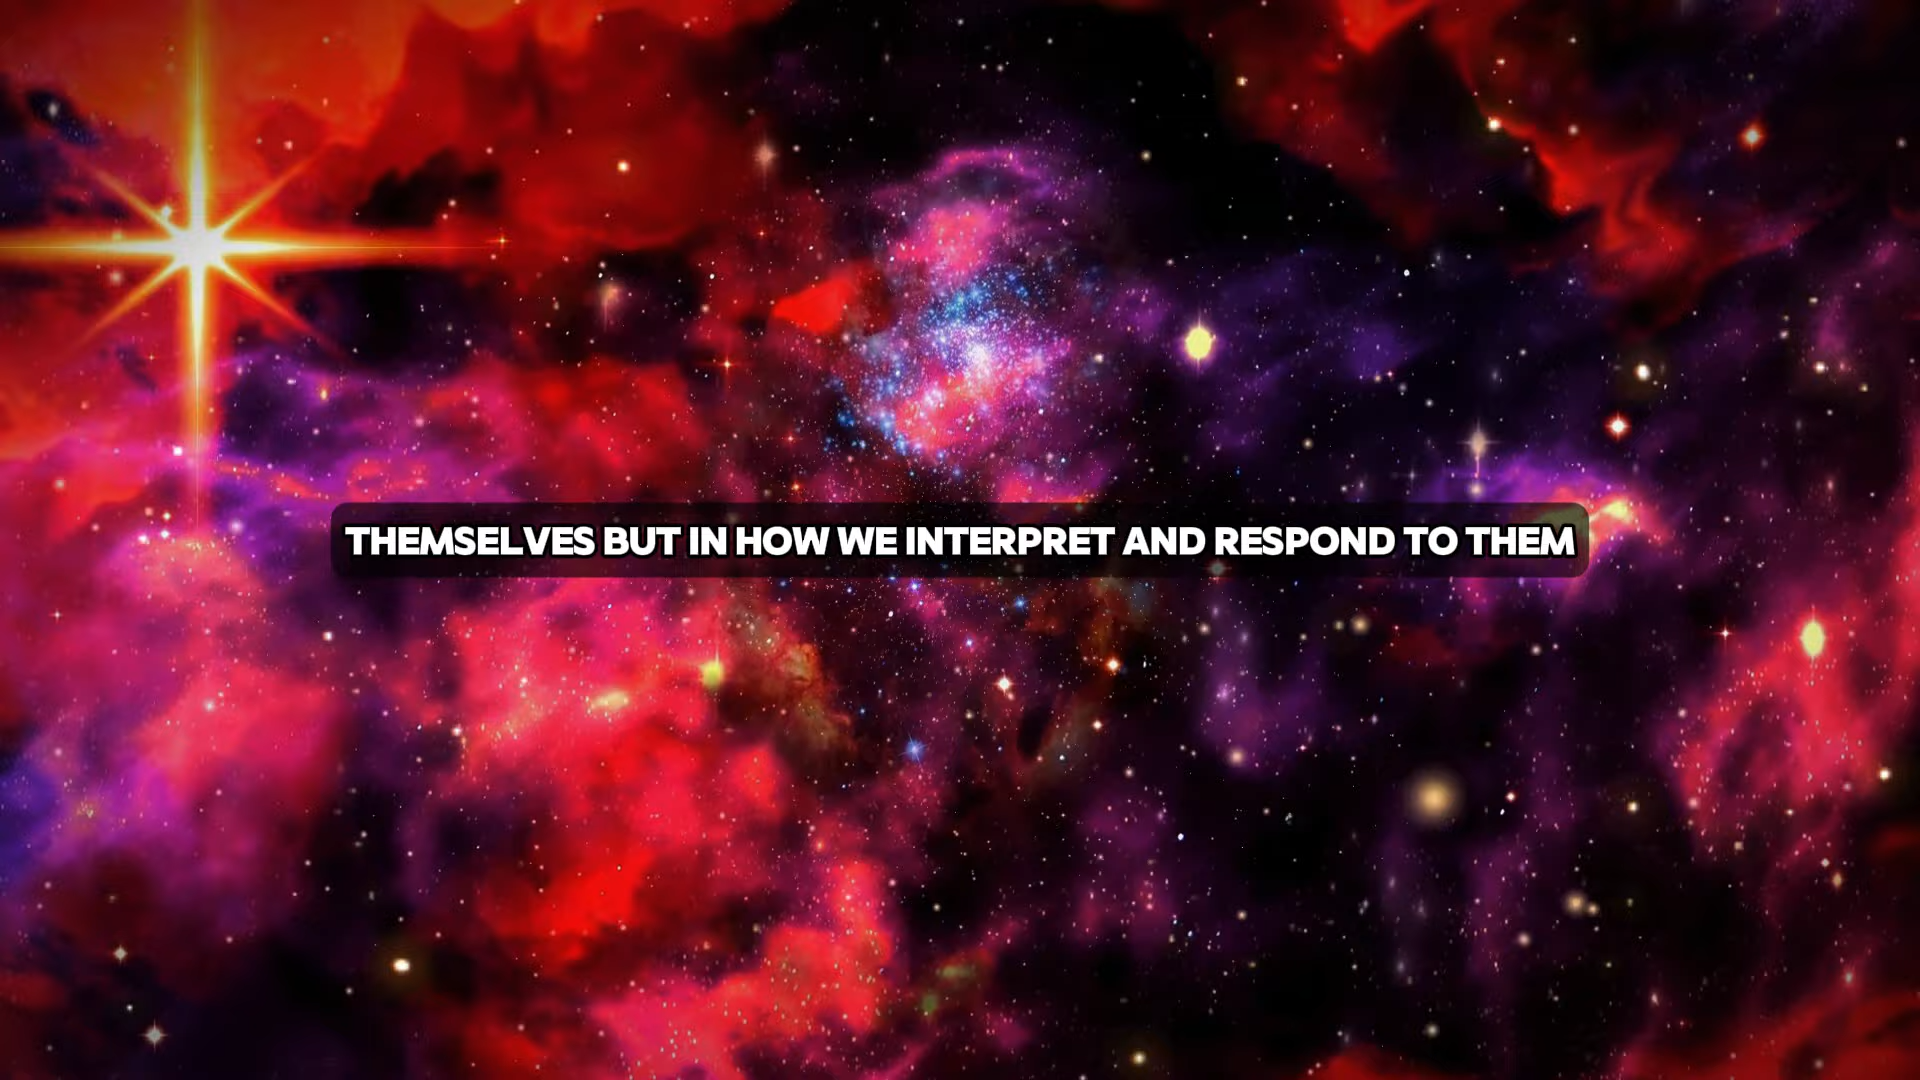 THEMSELVES BUT IN HOW WE INTERPRET AND RESPOND TO THEM